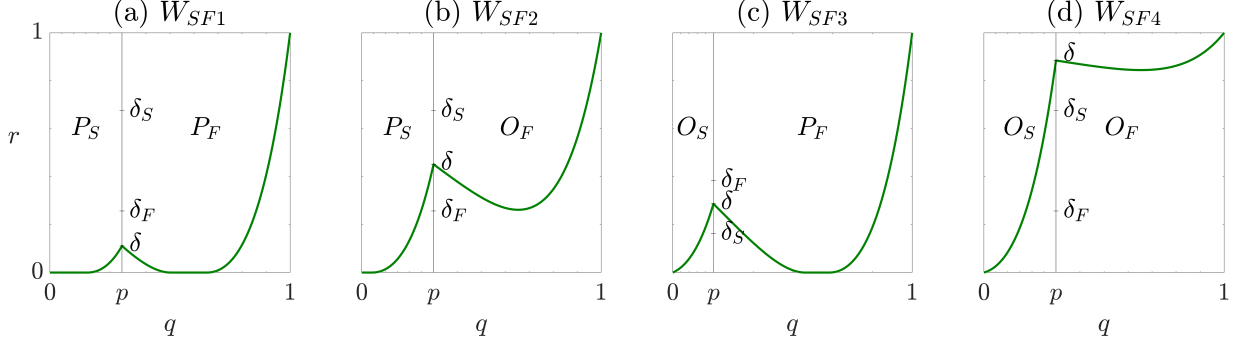 (a) W_{SF1}
(b) W_{SF2}
(c) W_{SF3}
(d) W_{SF4}
1
r
0
P_S
δ_S
P_F
δ_F
δ
0
p
1
q
P_S
δ_S
O_F
δ
δ_F
0
p
1
q
O_S
P_F
δ_F
δ
δ_S
0
p
1
q
δ
δ_S
O_S
O_F
δ_F
0
p
1
q